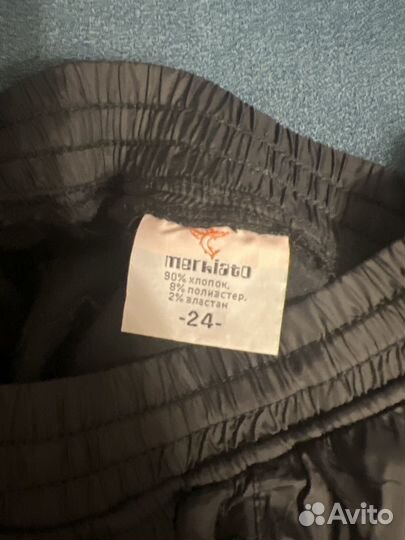 merkiato
90% хлопок,
8% полиэстер,
2% эластан
-24-
Avito